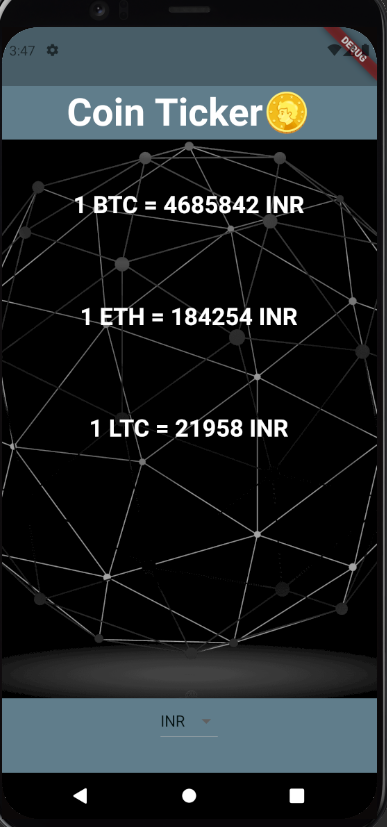 3:47
DEBUG
Coin Ticker
1 BTC = 4685842 INR
1 ETH = 184254 INR
1 LTC = 21958 INR
INR